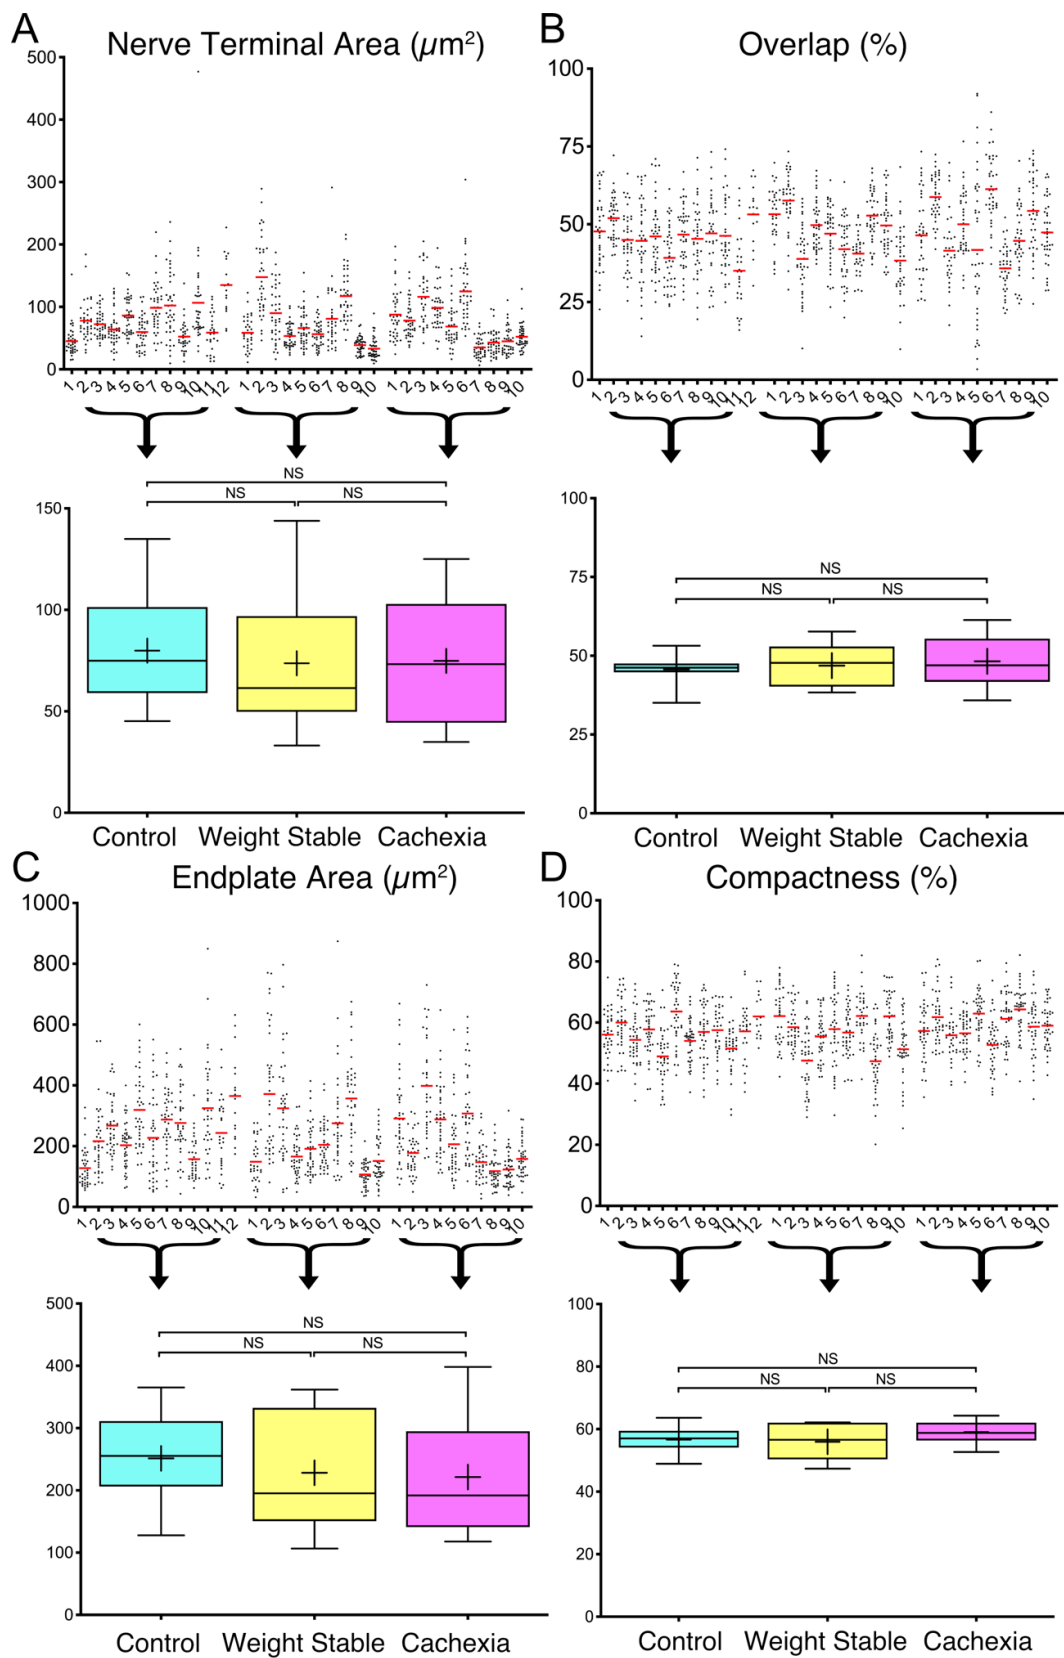 A
Nerve Terminal Area (µm²)
500
400
300
200
100
0
1 2 3 4 5 6 7 8 9 10 11 12 1 2 3 4 5 6 7 8 9 10 1 2 3 4 5 6 7 8 9 10
NS
NS NS
150
100
50
0
Control Weight Stable Cachexia
B
Overlap (%)
100
75
50
25
0
1 2 3 4 5 6 7 8 9 10 11 12 1 2 3 4 5 6 7 8 9 10 1 2 3 4 5 6 7 8 9 10
100
NS
NS NS
75
50
25
0
Control Weight Stable Cachexia
C
Endplate Area (µm²)
1000
800
600
400
200
0
1 2 3 4 5 6 7 8 9 10 11 12 1 2 3 4 5 6 7 8 9 10 1 2 3 4 5 6 7 8 9 10
500
NS
NS NS
400
300
200
100
0
Control Weight Stable Cachexia
D
Compactness (%)
100
80
60
40
20
0
1 2 3 4 5 6 7 8 9 10 11 12 1 2 3 4 5 6 7 8 9 10 1 2 3 4 5 6 7 8 9 10
100
NS
NS NS
80
60
40
20
0
Control Weight Stable Cachexia